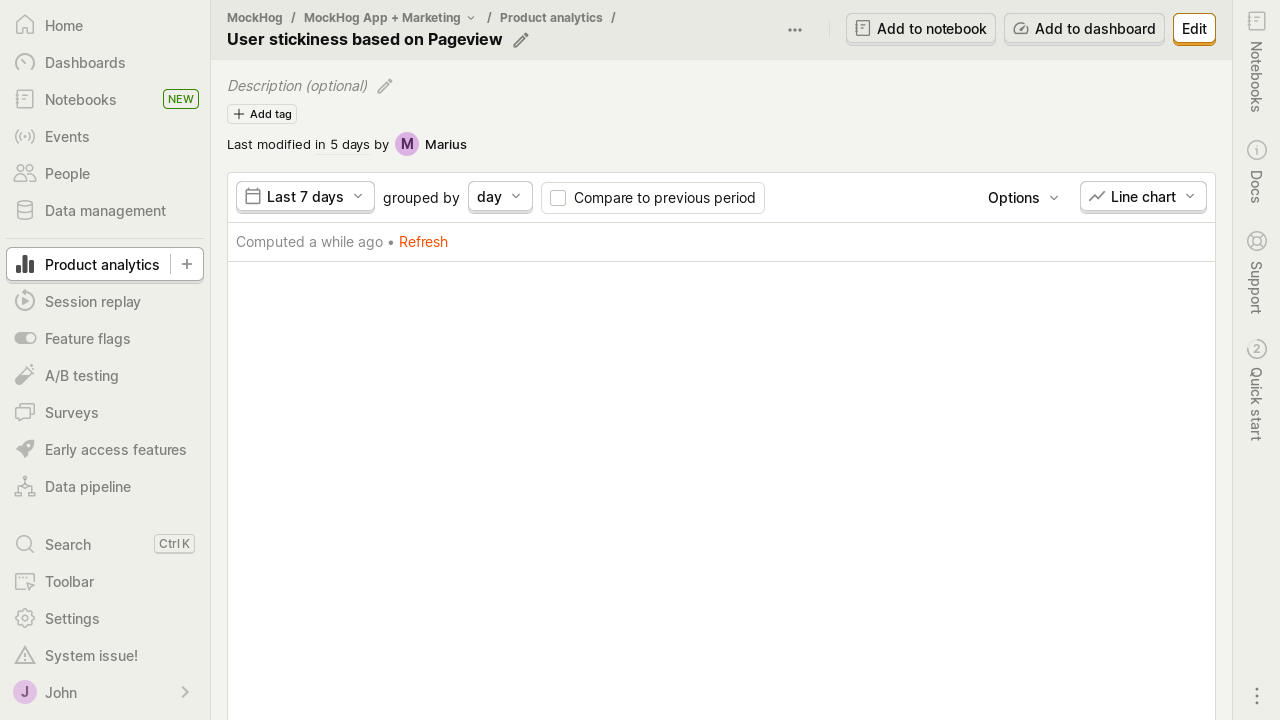 Home
Dashboards
Notebooks NEW
Events
People
Data management
Product analytics
Session replay
Feature flags
A/B testing
Surveys
Early access features
Data pipeline
Search Ctrl K
Toolbar
Settings
System issue!
J John
MockHog / MockHog App + Marketing / Product analytics /
User stickiness based on Pageview
Add to notebook
Add to dashboard
Edit
Description (optional)
Add tag
Last modified in 5 days by M Marius
Last 7 days grouped by day Compare to previous period Options Line chart
Computed a while ago • Refresh
Notebooks
Docs
Support
2 Quick start